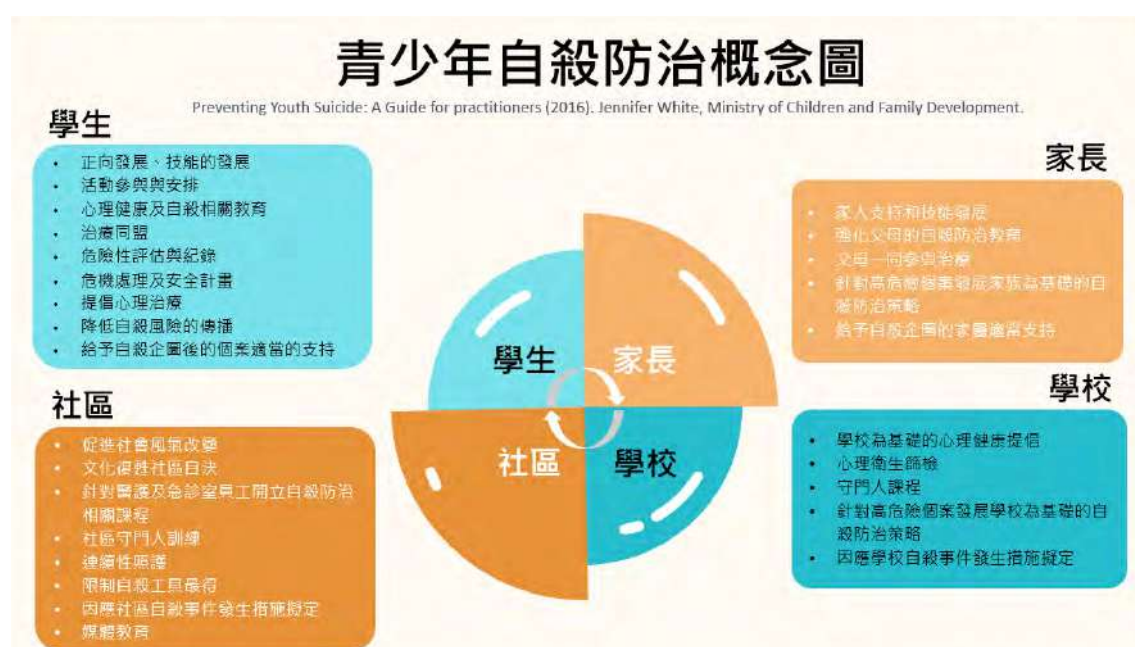 青少年自殺防治概念圖
Preventing Youth Suicide: A Guide for practitioners (2016). Jennifer White, Ministry of Children and Family Development.
學生
• 正向發展、技能的發展
• 活動參與與安排
• 心理健康及自殺相關教育
• 治療同盟
• 危險性評估與紀錄
• 危機處理及安全計畫
• 提倡心理治療
• 降低自殺風險的傳播
• 給予自殺企圖後的個案適當的支持
家長
• 家人支持和技能發展
• 強化父母的自殺防治教育
• 父母一同參與治療
• 針對高危險個案發展家族為基礎的自
殺防治策略
• 給予自殺企圖的家屬適當支持
學生
家長
社區
學校
社區
• 促進社會風氣改變
• 文化復甦社區自決
• 針對醫護及急診室員工開立自殺防治
相關課程
• 社區守門人訓練
• 連續性照護
• 限制自殺工具最得
• 因應社區自殺事件發生措施擬定
• 媒體教育
學校
• 學校為基礎的心理健康提倡
• 心理衛生篩檢
• 守門人課程
• 針對高危險個案發展學校為基礎的自
殺防治策略
• 因應學校自殺事件發生措施擬定